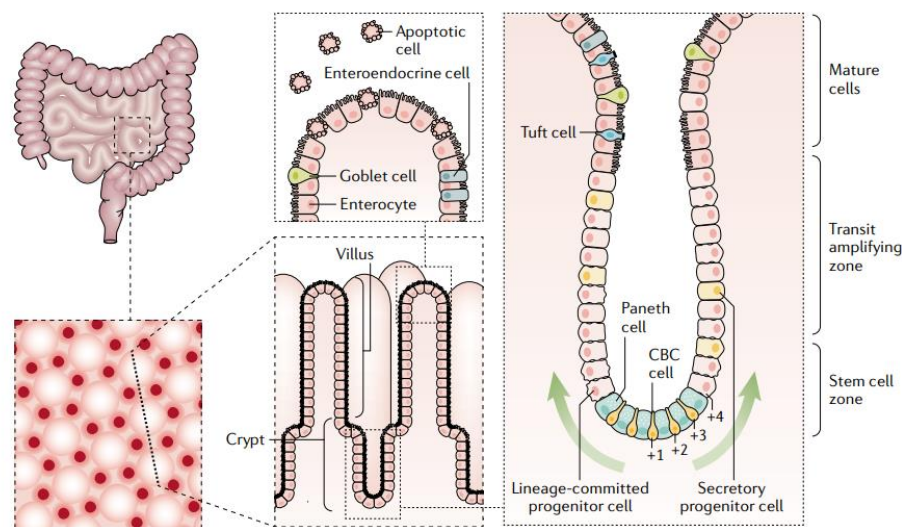 Apoptotic
cell
Enteroendocrine cell
Goblet cell
Enterocyte
Villus
Crypt
Tuft cell
Paneth
cell
CBC
cell
+4
+3
+2
+1
Lineage-committed
progenitor cell
Secretory
progenitor cell
Mature
cells
Transit
amplifying
zone
Stem cell
zone